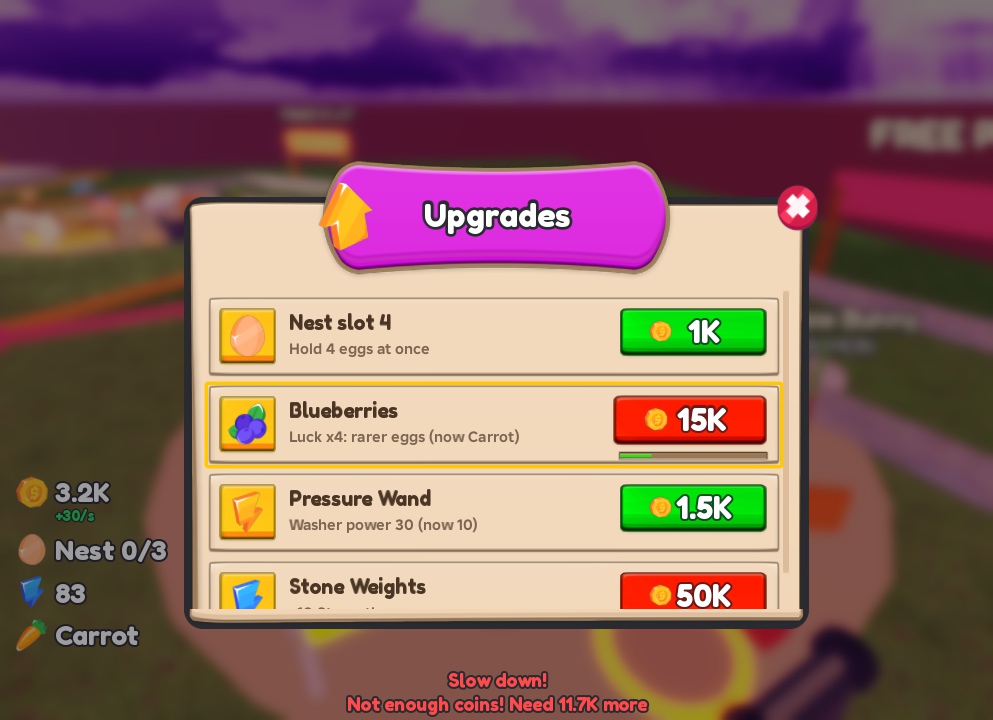 FREE P
Upgrades
Nest slot 4
Hold 4 eggs at once
1K
Blueberries
Luck x4: rarer eggs (now Carrot)
15K
Pressure Wand
Washer power 30 (now 10)
1.5K
Stone Weights
50K
3.2K
+30/s
Nest 0/3
83
Carrot
Slow down!
Not enough coins! Need 11.7K more